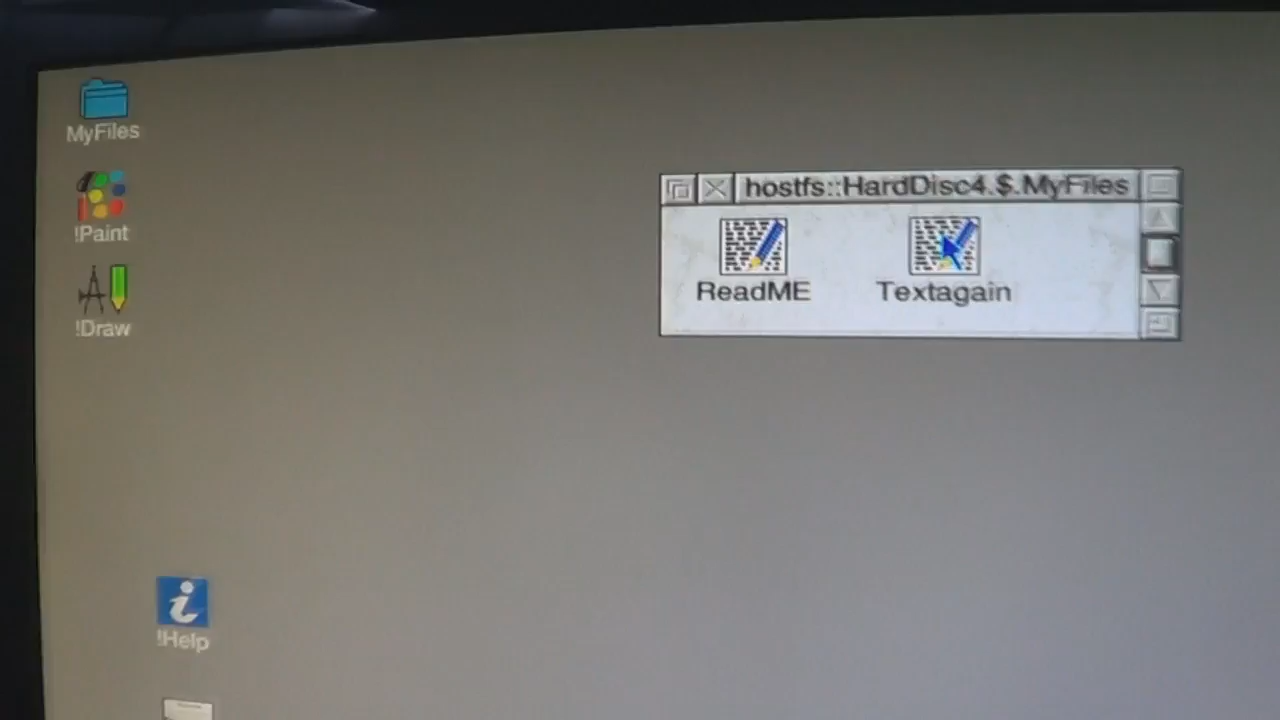 MyFiles
!Paint
!Draw
hostfs::HardDisc4.$.MyFiles
ReadME
Textagain
!Help